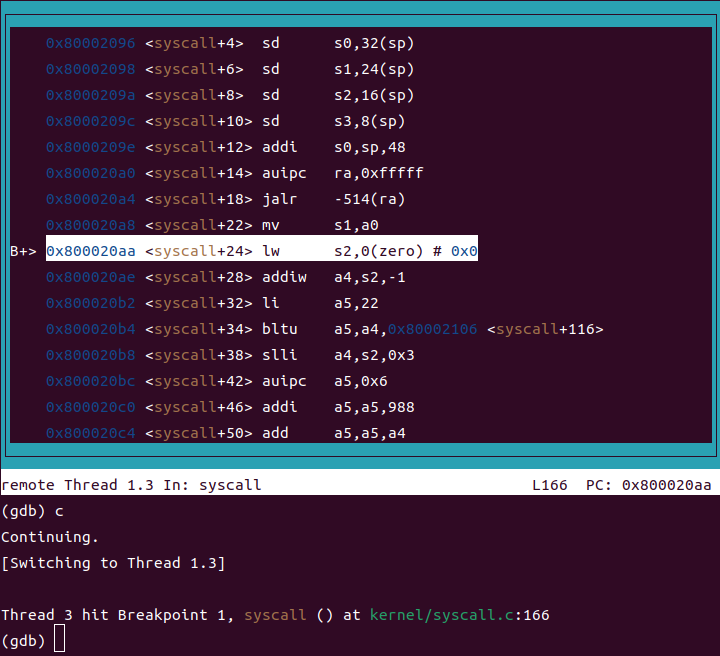 0x80002096 <syscall+4> sd s0,32(sp)
0x80002098 <syscall+6> sd s1,24(sp)
0x8000209a <syscall+8> sd s2,16(sp)
0x8000209c <syscall+10> sd s3,8(sp)
0x8000209e <syscall+12> addi s0,sp,48
0x800020a0 <syscall+14> auipc ra,0xfffff
0x800020a4 <syscall+18> jalr -514(ra)
0x800020a8 <syscall+22> mv s1,a0
B+> 0x800020aa <syscall+24> lw s2,0(zero) # 0x0
0x800020ae <syscall+28> addiw a4,s2,-1
0x800020b2 <syscall+32> li a5,22
0x800020b4 <syscall+34> bltu a5,a4,0x80002106 <syscall+116>
0x800020b8 <syscall+38> slli a4,s2,0x3
0x800020bc <syscall+42> auipc a5,0x6
0x800020c0 <syscall+46> addi a5,a5,988
0x800020c4 <syscall+50> add a5,a5,a4
remote Thread 1.3 In: syscall L166 PC: 0x800020aa
(gdb) c
Continuing.
[Switching to Thread 1.3]
Thread 3 hit Breakpoint 1, syscall () at kernel/syscall.c:166
(gdb)